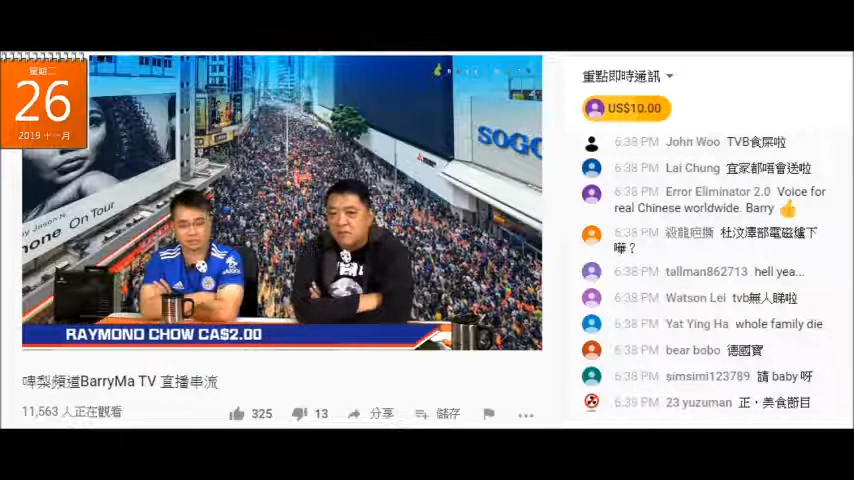 星期二
26
2019 十一月
on Tour
SOGO
RAYMOND CHOW CA$2.00
啤梨頻道BarryMa TV 直播串流
11,563 人正在觀看
325
13
分享
儲存
重點即時通訊
US$10.00
6:38 PM John Woo TVB食屎啦
6:38 PM Lai Chung 宜家都唔會送啦
6:38 PM Error Eliminator 2.0 Voice for
real Chinese worldwide. Barry 👍
6:38 PM 杜汶澤部電磁爐下
嘩？
6:38 PM tallman862713 hell yea...
6:38 PM Watson Lei tvb無人睇啦
6:38 PM Yat Ying Ha whole family die
6:38 PM bear bobo 德國寶
6:38 PM simsimi123789 請 baby 呀
6:39 PM 23 yuzuman 正，美食節目